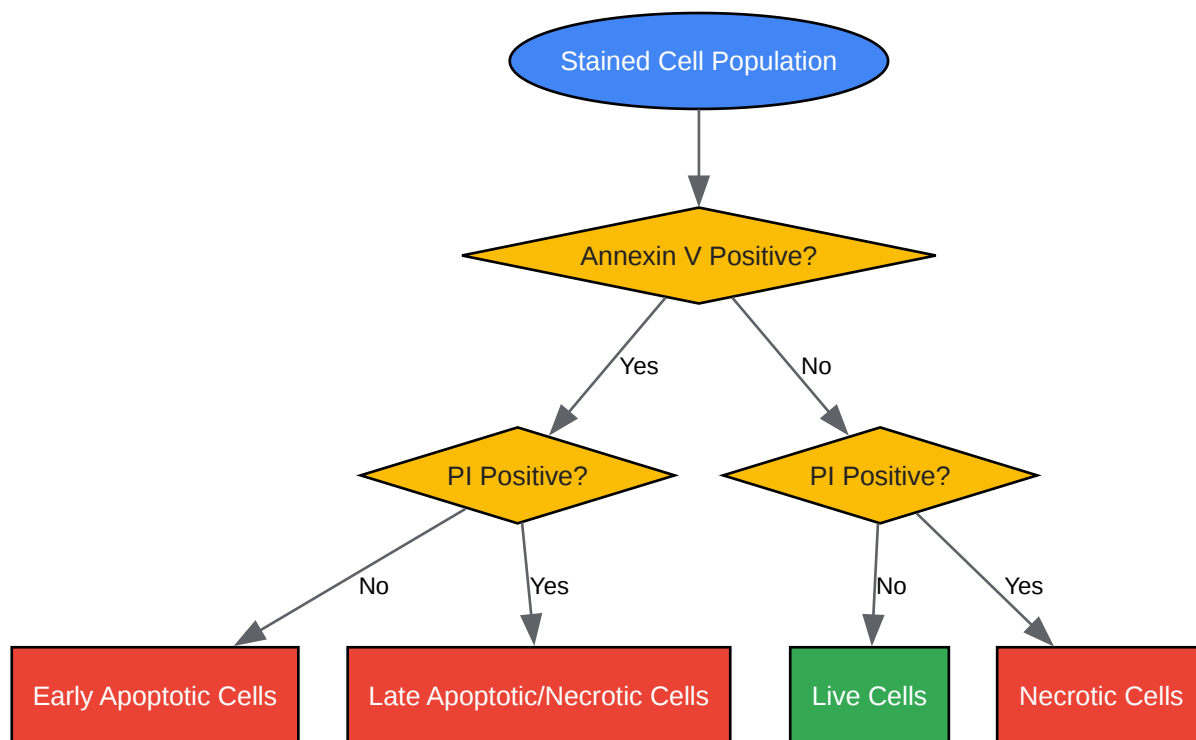 Stained Cell Population
Annexin V Positive?
Yes
No
PI Positive?
PI Positive?
No
Yes
No
Yes
Early Apoptotic Cells
Late Apoptotic/Necrotic Cells
Live Cells
Necrotic Cells